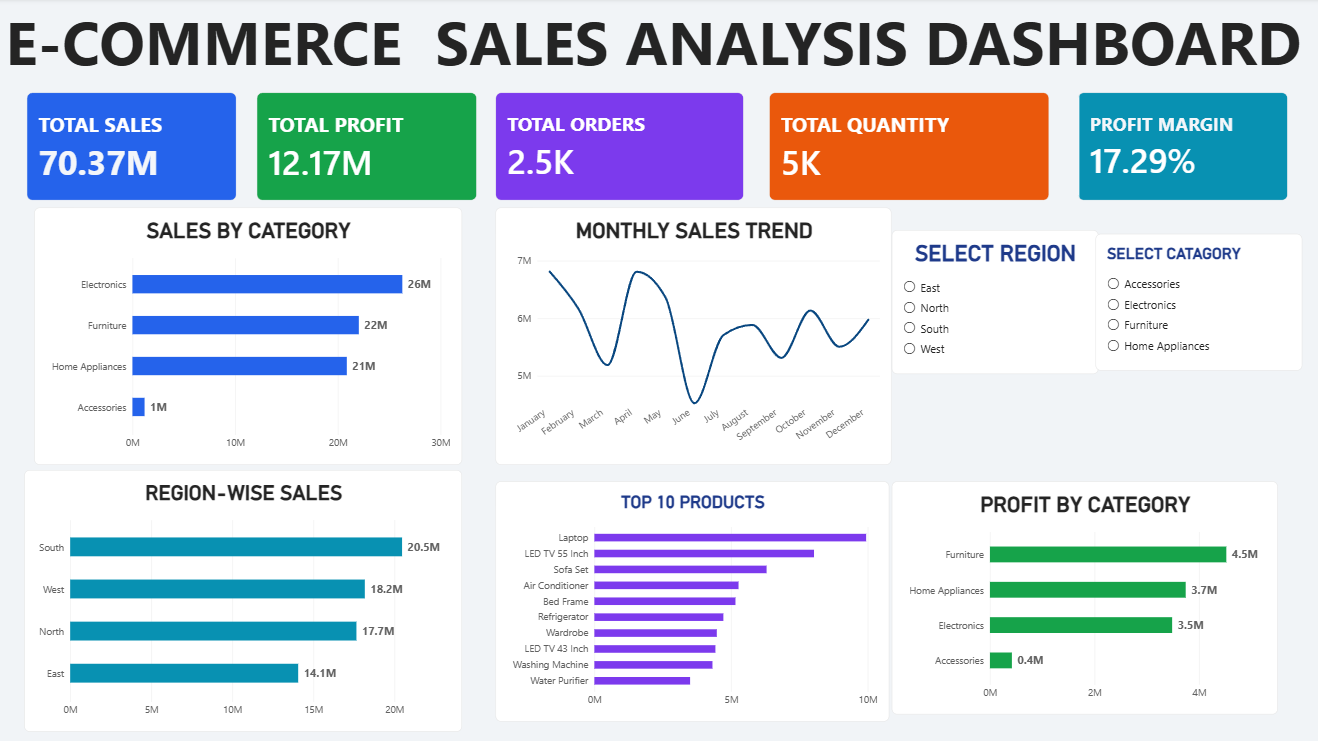 E-COMMERCE  SALES ANALYSIS DASHBOARD
TOTAL SALES
70.37M
TOTAL PROFIT
12.17M
TOTAL ORDERS
2.5K
TOTAL QUANTITY
5K
PROFIT MARGIN
17.29%
SALES BY CATEGORY
Electronics 26M
Furniture 22M
Home Appliances 21M
Accessories 1M
0M 10M 20M 30M
MONTHLY SALES TREND
7M
6M
5M
January February March April May June July August September October November December
SELECT REGION
East
North
South
West
SELECT CATAGORY
Accessories
Electronics
Furniture
Home Appliances
REGION-WISE SALES
South 20.5M
West 18.2M
North 17.7M
East 14.1M
0M 5M 10M 15M 20M
TOP 10 PRODUCTS
Laptop
LED TV 55 Inch
Sofa Set
Air Conditioner
Bed Frame
Refrigerator
Wardrobe
LED TV 43 Inch
Washing Machine
Water Purifier
0M 5M 10M
PROFIT BY CATEGORY
Furniture 4.5M
Home Appliances 3.7M
Electronics 3.5M
Accessories 0.4M
0M 2M 4M